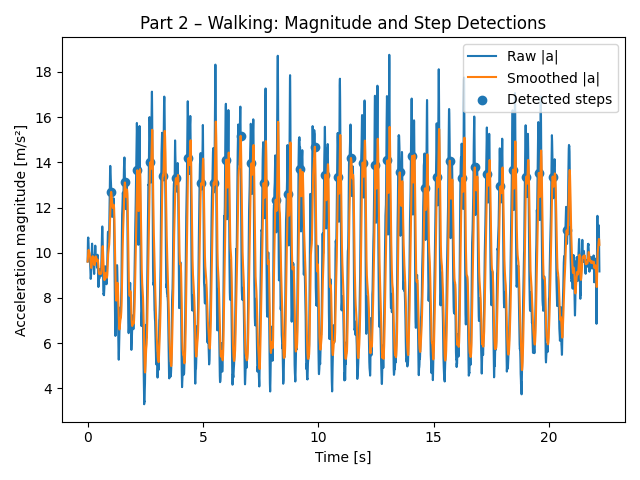 Part 2 – Walking: Magnitude and Step Detections
Raw |a|
Smoothed |a|
Detected steps
Acceleration magnitude [m/s²]
18
16
14
12
10
8
6
4
0
5
10
15
20
Time [s]